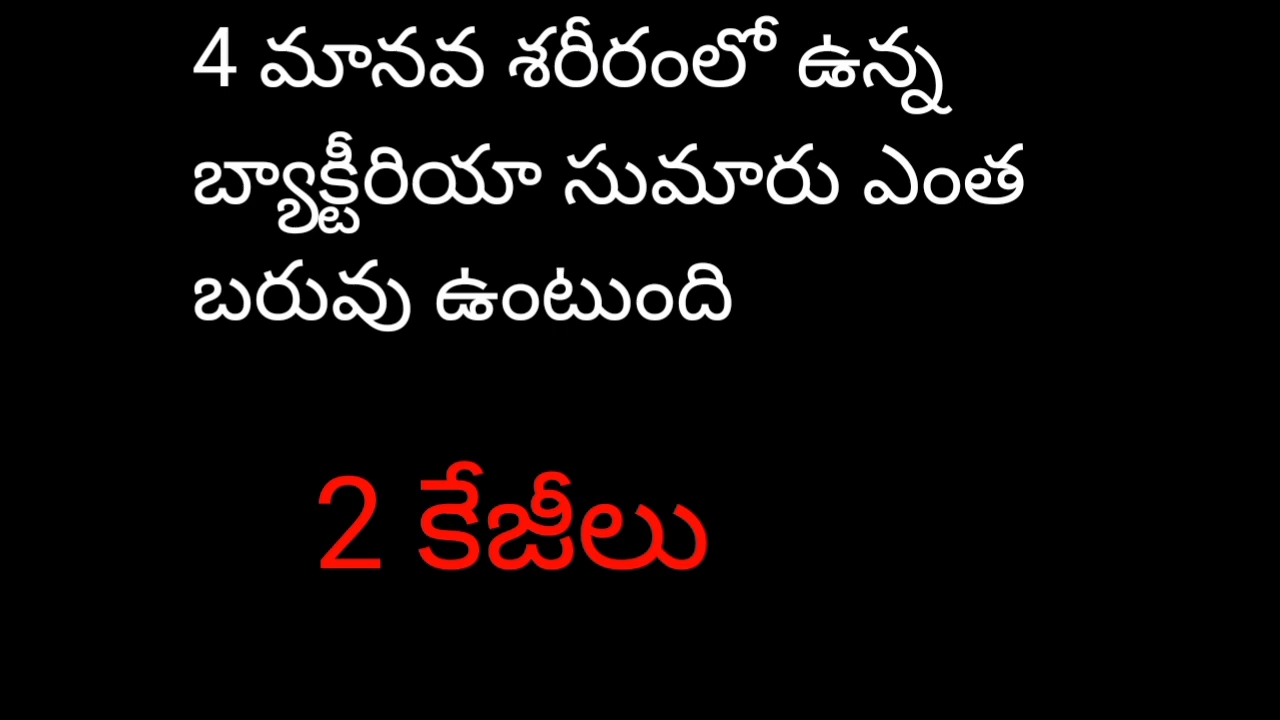 4 మానవ శరీరంలో ఉన్న
బ్యాక్టీరియా సుమారు ఎంత
బరువు ఉంటుంది
2 కేజీలు